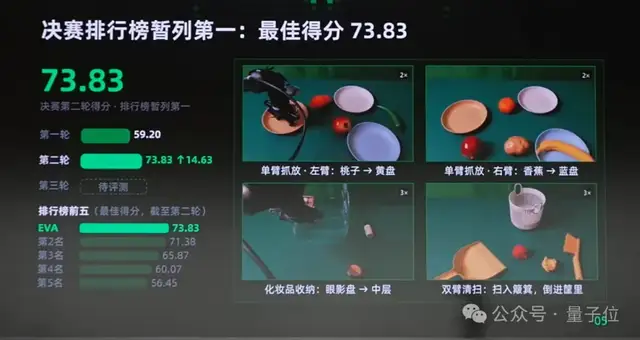 决赛排行榜暂列第一：最佳得分 73.83
73.83
决赛第二轮得分 · 排行榜暂列第一
第一轮 59.20
第二轮 73.83 ↑14.63
第三轮 待评测
排行榜前五（最佳得分，截至第二轮）
EVA 73.83
第2名 71.38
第3名 65.87
第4名 60.07
第5名 56.45
2×
单臂抓放 · 左臂：桃子 → 黄盘
2×
单臂抓放 · 右臂：香蕉 → 蓝盘
3×
化妆品收纳：眼影盘 → 中层
3×
双臂清扫：扫入簸箕，倒进筐里
公众号 · 量子位
05